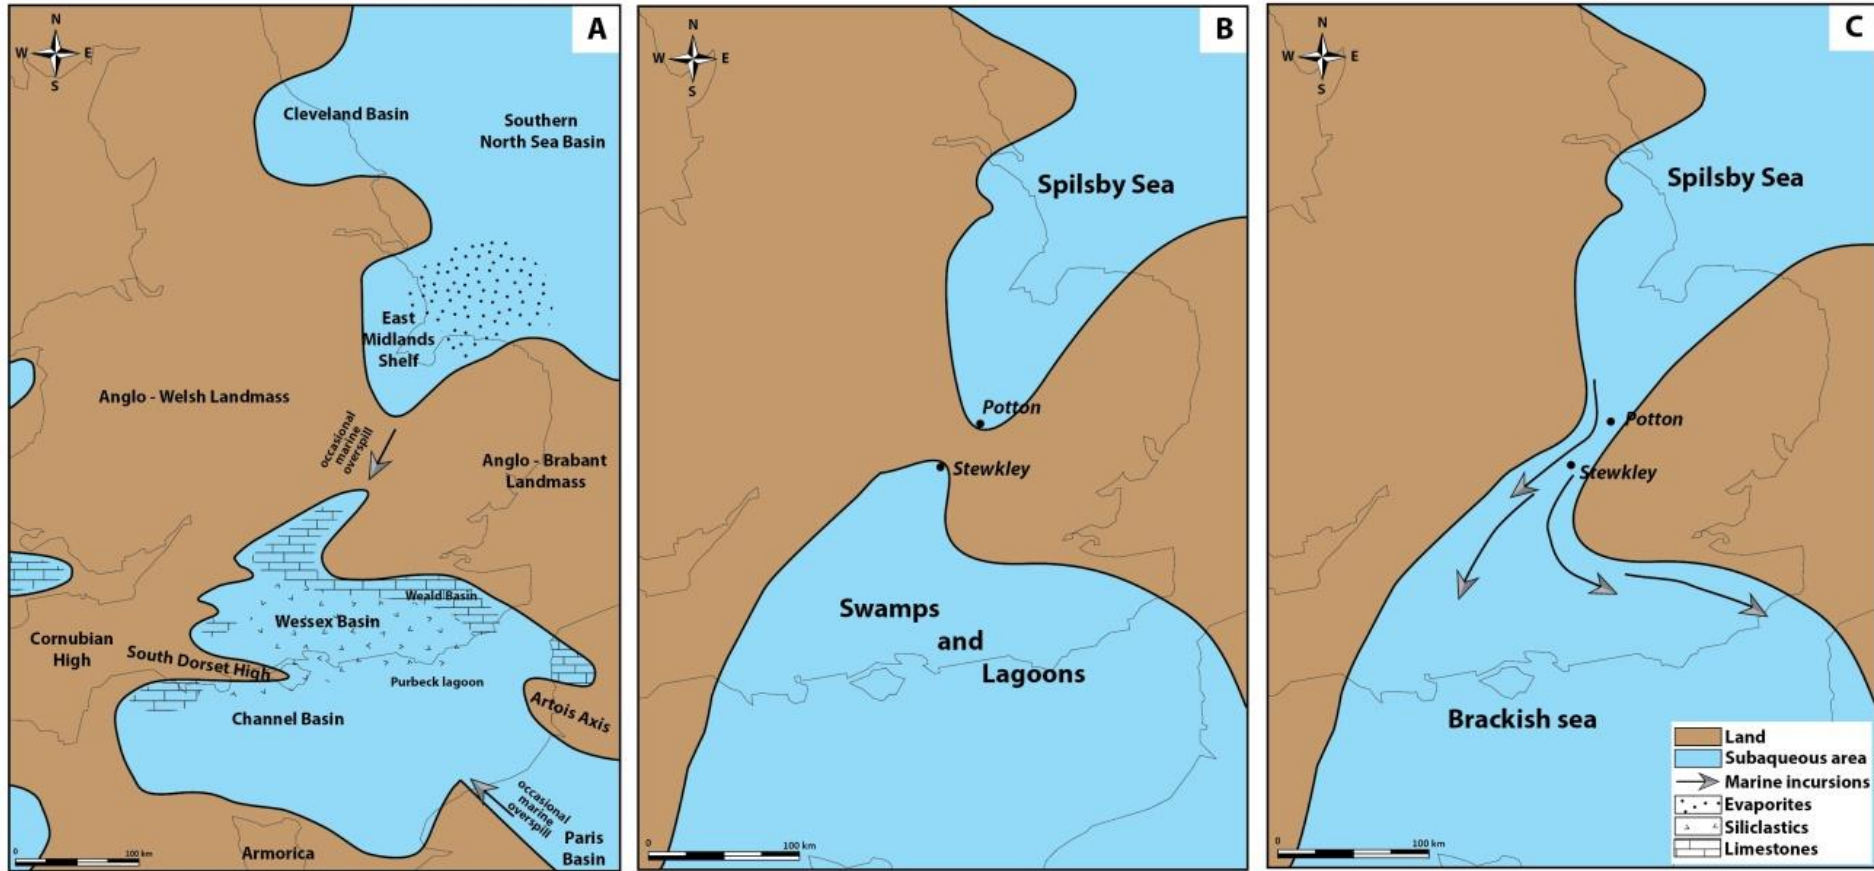 A
N
W E
S
Cleveland Basin
Southern
North Sea Basin
East
Midlands
Shelf
Anglo - Welsh Landmass
occasional
marine
overspill
Anglo - Brabant
Landmass
Weald Basin
Wessex Basin
Cornubian
High
South Dorset High
Purbeck lagoon
Artois Axis
Channel Basin
occasional
marine
overspill
Paris
Basin
Armorica
0 100 km
B
N
W E
S
Spilsby Sea
Potton
Stewkley
Swamps
and
Lagoons
0 100 km
C
N
W E
S
Spilsby Sea
Potton
Stewkley
Brackish sea
Land
Subaqueous area
Marine incursions
Evaporites
Siliclastics
Limestones
0 100 km